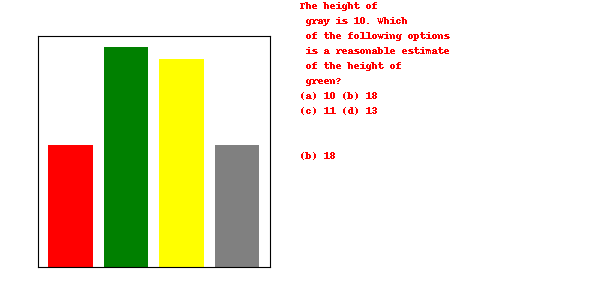 The height of
gray is 10. Which
of the following options
is a reasonable estimate
of the height of
green?
(a) 10 (b) 18
(c) 11 (d) 13
(b) 18